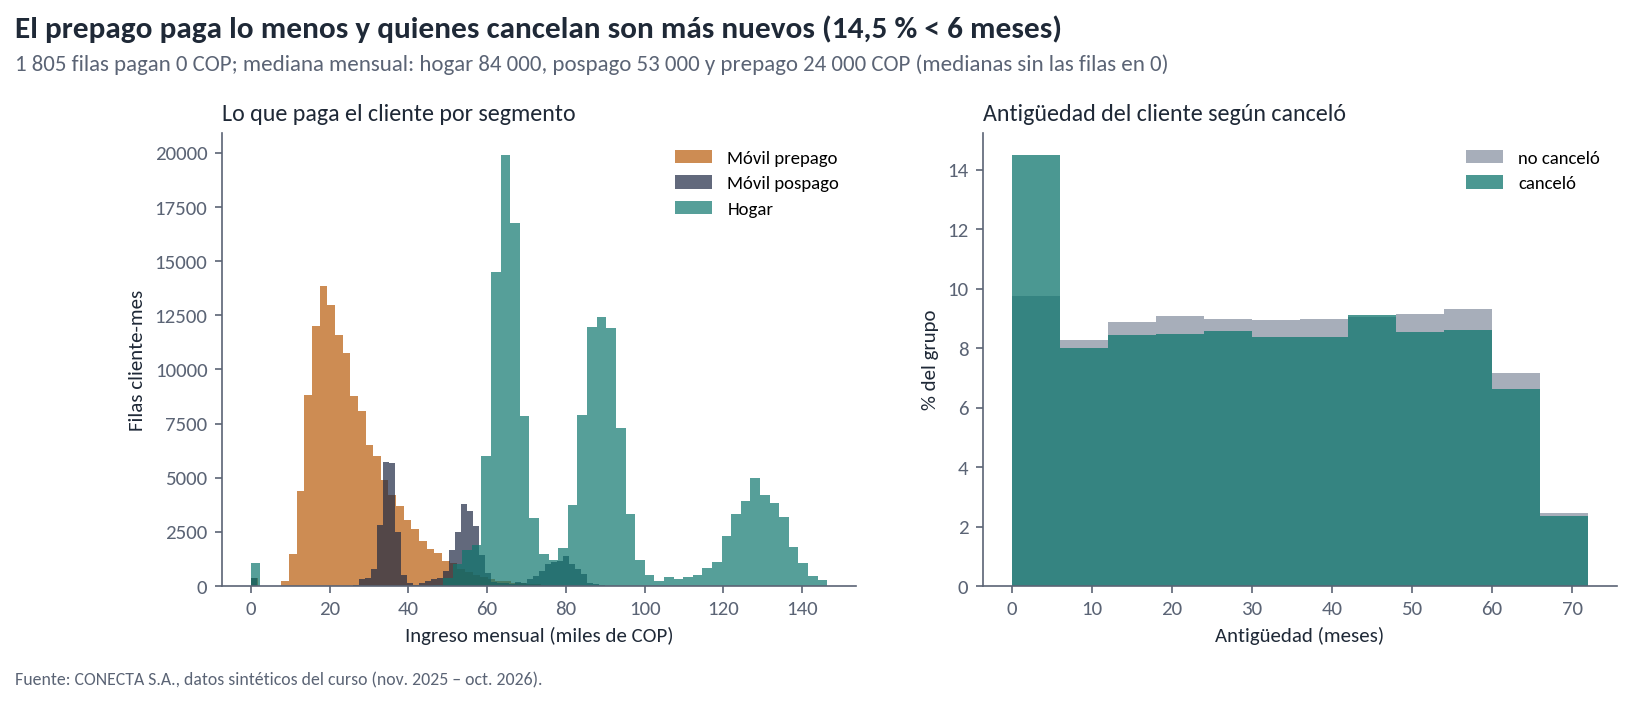 El prepago paga lo menos y quienes cancelan son más nuevos (14,5 % < 6 meses)
1 805 filas pagan 0 COP; mediana mensual: hogar 84 000, pospago 53 000 y prepago 24 000 COP (medianas sin las filas en 0)
Lo que paga el cliente por segmento
20000
17500
15000
12500
10000
7500
5000
2500
0
Filas cliente-mes
Móvil prepago
Móvil pospago
Hogar
0 20 40 60 80 100 120 140
Ingreso mensual (miles de COP)
Antigüedad del cliente según canceló
14
12
10
8
6
4
2
0
% del grupo
no canceló
canceló
0 10 20 30 40 50 60 70
Antigüedad (meses)
Fuente: CONECTA S.A., datos sintéticos del curso (nov. 2025 – oct. 2026).